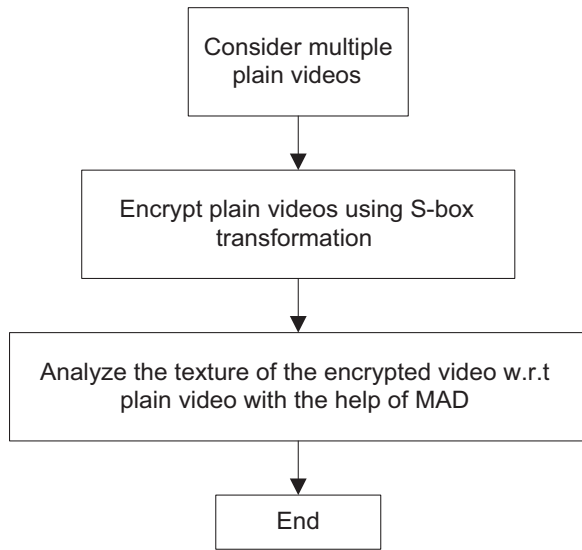 Consider multiple
plain videos
Encrypt plain videos using S-box
transformation
Analyze the texture of the encrypted video w.r.t
plain video with the help of MAD
End